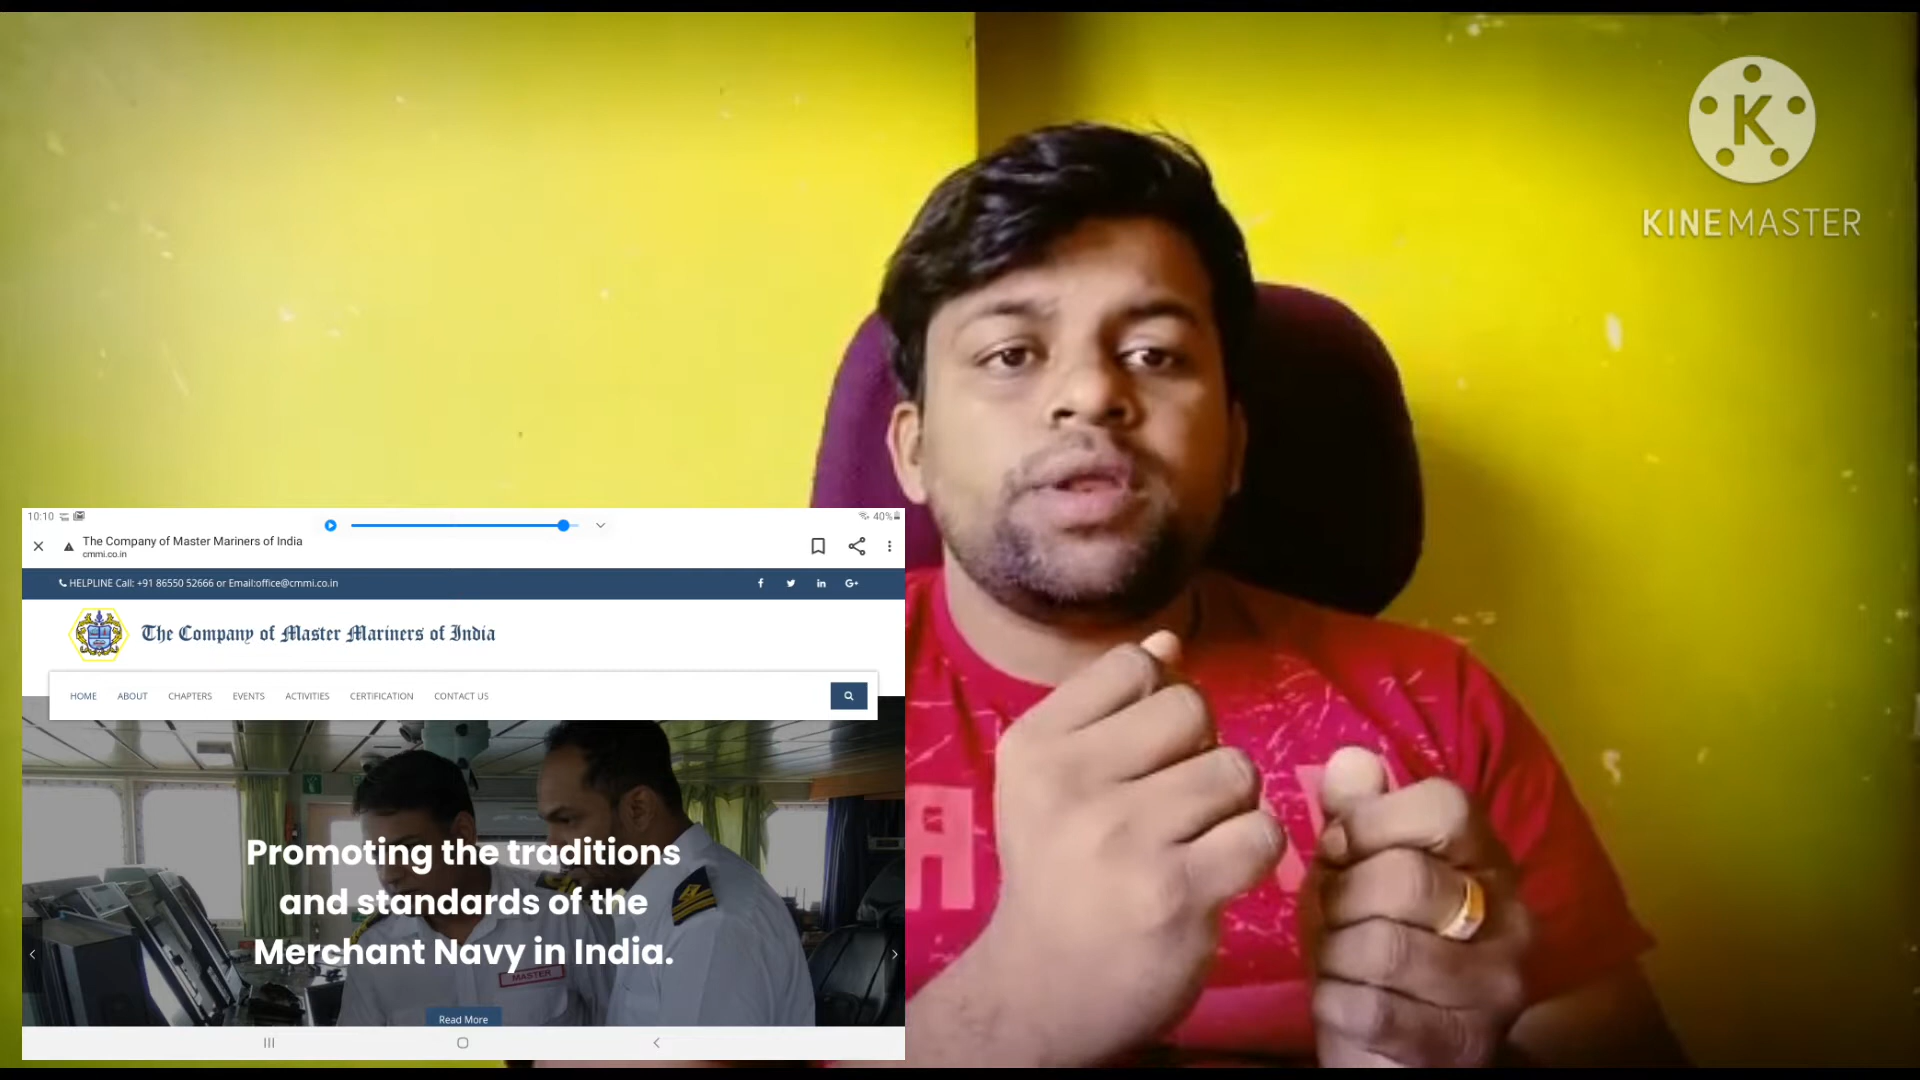 KINEMASTER
10:10
40%
The Company of Master Mariners of India
cmmi.co.in
HELPLINE Call: +91 86550 52666 or Email:office@cmmi.co.in
The Company of Master Mariners of India
HOME ABOUT CHAPTERS EVENTS ACTIVITIES CERTIFICATION CONTACT US
Promoting the traditions
and standards of the
Merchant Navy in India.
MASTER
Read More